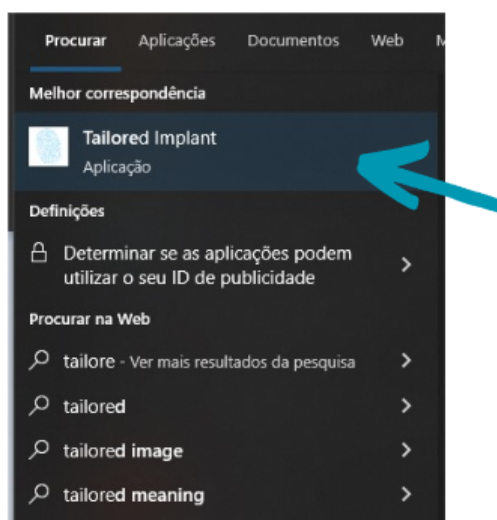 Procurar Aplicações Documentos Web
Melhor correspondência
Tailored Implant
Aplicação
Definições
Determinar se as aplicações podem
utilizar o seu ID de publicidade
Procurar na Web
tailore - Ver mais resultados da pesquisa
tailored
tailored image
tailored meaning